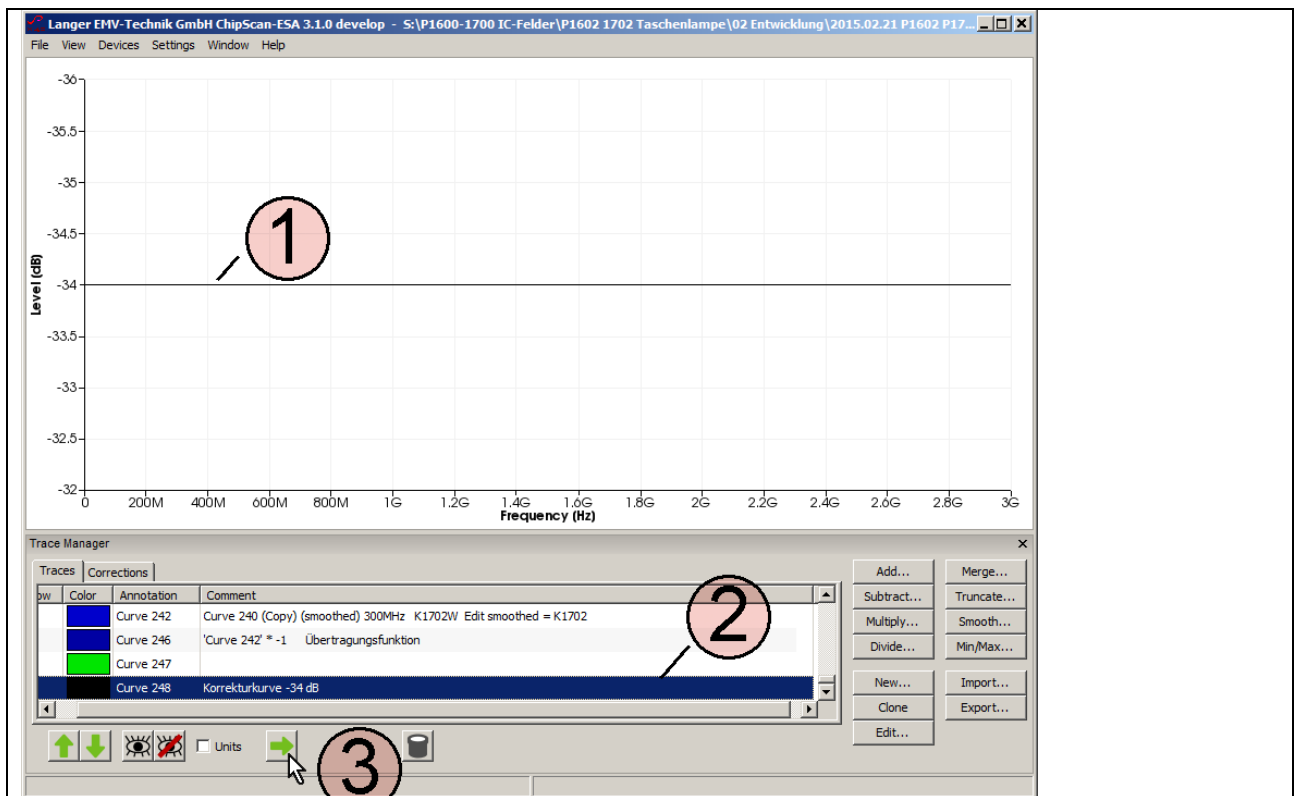 Langer EMV-Technik GmbH ChipScan-ESA 3.1.0 develop - S:\P1600-1700 IC-Felder\P1602 1702 Taschenlampe\02 Entwicklung\2015.02.21 P1602 P17...
File View Devices Settings Window Help
-36
-35.5
-35
-34.5
-34
-33.5
-33
-32.5
-32
Level (dB)
1
0 200M 400M 600M 800M 1G 1.2G 1.4G 1.6G 1.8G 2G 2.2G 2.4G 2.6G 2.8G 3G
Frequency (Hz)
Trace Manager
Traces Corrections
ow Color Annotation Comment
Curve 242 Curve 240 (Copy) (smoothed) 300MHz K1702W Edit smoothed = K1702
Curve 246 'Curve 242' * -1 Übertragungsfunktion
Curve 247
Curve 248 Korrekturkurve -34 dB
2
Add... Merge...
Subtract... Truncate...
Multiply... Smooth...
Divide... Min/Max...
New... Import...
Clone Export...
Edit...
Units
3